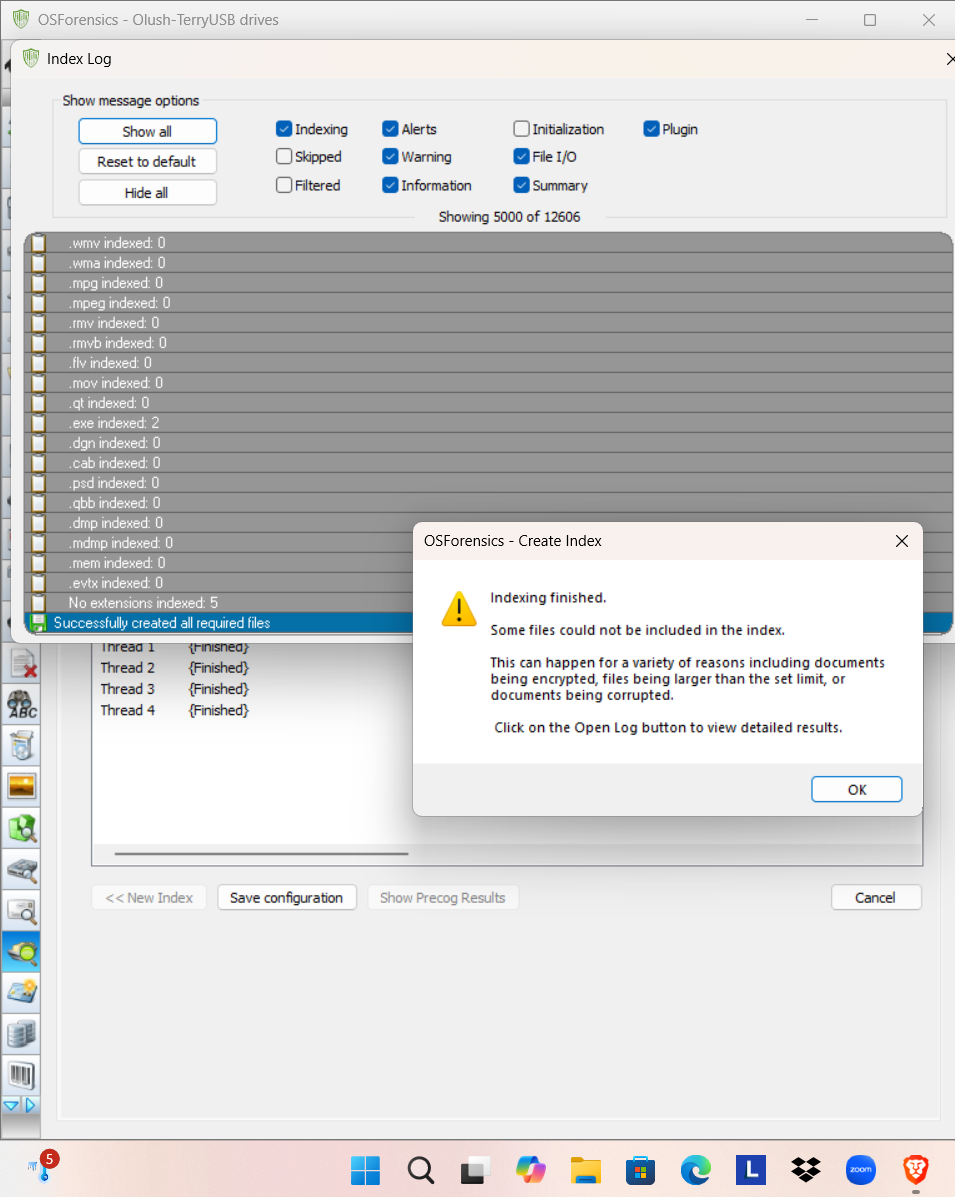 OSForensics - Olush-TerryUSB drives
Index Log
Show message options
Show all
Indexing
Alerts
Initialization
Plugin
Reset to default
Skipped
Warning
File I/O
Hide all
Filtered
Information
Summary
Showing 5000 of 12606
.wmv indexed: 0
.wma indexed: 0
.mpg indexed: 0
.mpeg indexed: 0
.rmv indexed: 0
.rmvb indexed: 0
.flv indexed: 0
.mov indexed: 0
.qt indexed: 0
.exe indexed: 2
.dgn indexed: 0
.cab indexed: 0
.psd indexed: 0
.qbb indexed: 0
.dmp indexed: 0
.mdmp indexed: 0
.mem indexed: 0
.evtx indexed: 0
No extensions indexed: 5
Successfully created all required files
OSForensics - Create Index
Indexing finished.
Some files could not be included in the index.
This can happen for a variety of reasons including documents
being encrypted, files being larger than the set limit, or
documents being corrupted.
Click on the Open Log button to view detailed results.
OK
Thread 1 {Finished}
Thread 2 {Finished}
Thread 3 {Finished}
Thread 4 {Finished}
<< New Index
Save configuration
Show Precog Results
Cancel
ABC
5
L
zoom